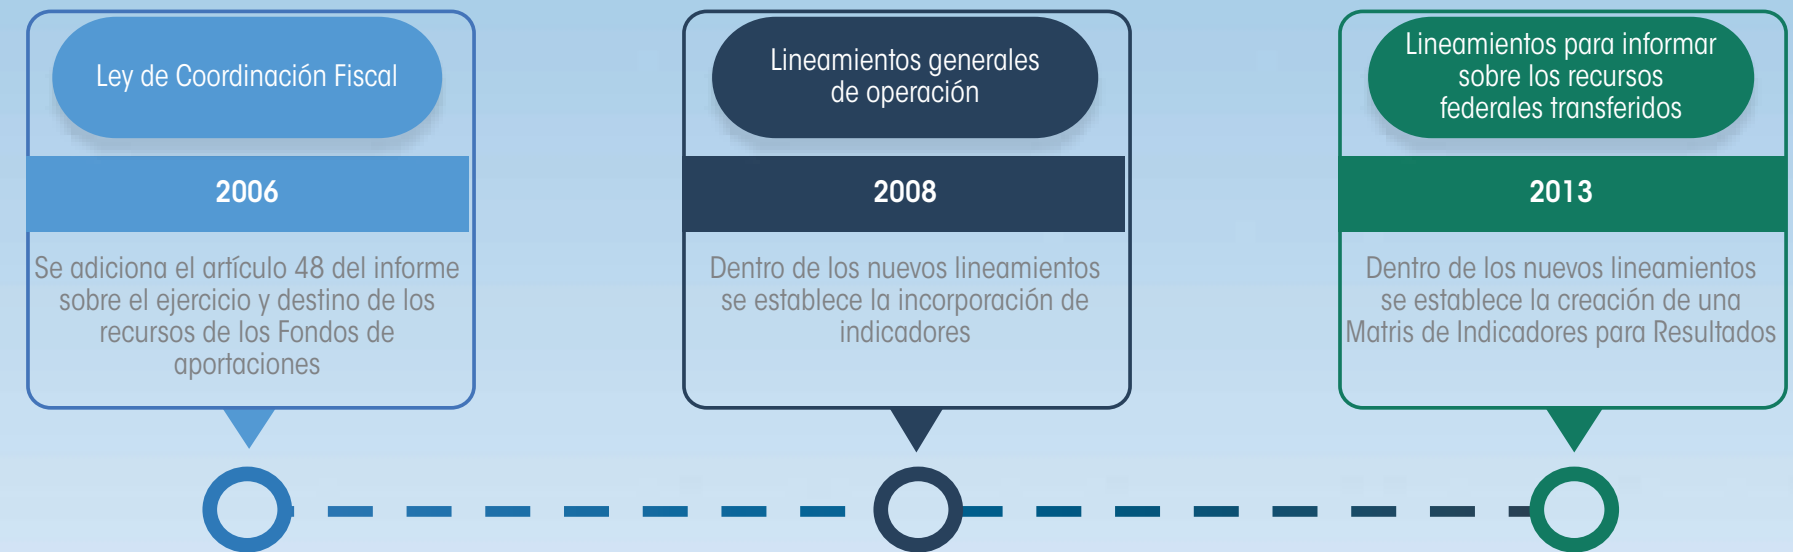 Ley de Coordinación Fiscal
2006
Se adiciona el artículo 48 del informe
sobre el ejercicio y destino de los
recursos de los Fondos de
aportaciones
Lineamientos generales
de operación
2008
Dentro de los nuevos lineamientos
se establece la incorporación de
indicadores
Lineamientos para informar
sobre los recursos
federales transferidos
2013
Dentro de los nuevos lineamientos
se establece la creación de una
Matris de Indicadores para Resultados